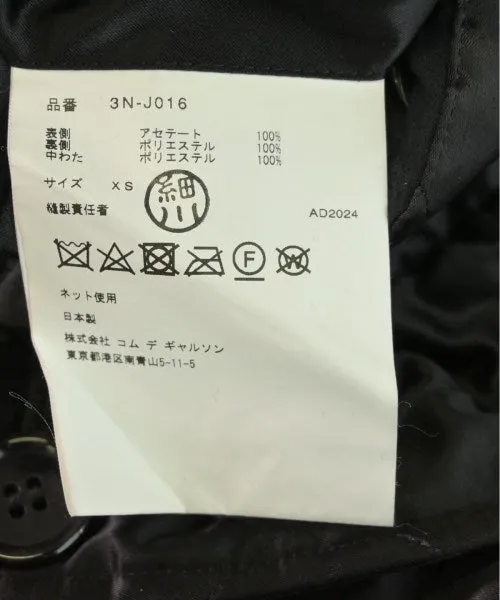 品番 3N-J016
表側 アセテート 100%
裏側 ポリエステル 100%
中わた ポリエステル 100%
サイズ XS
細川
縫製責任者
AD2024
F
W
ネット使用
日本製
株式会社 コム デ ギャルソン
東京都港区南青山5-11-5